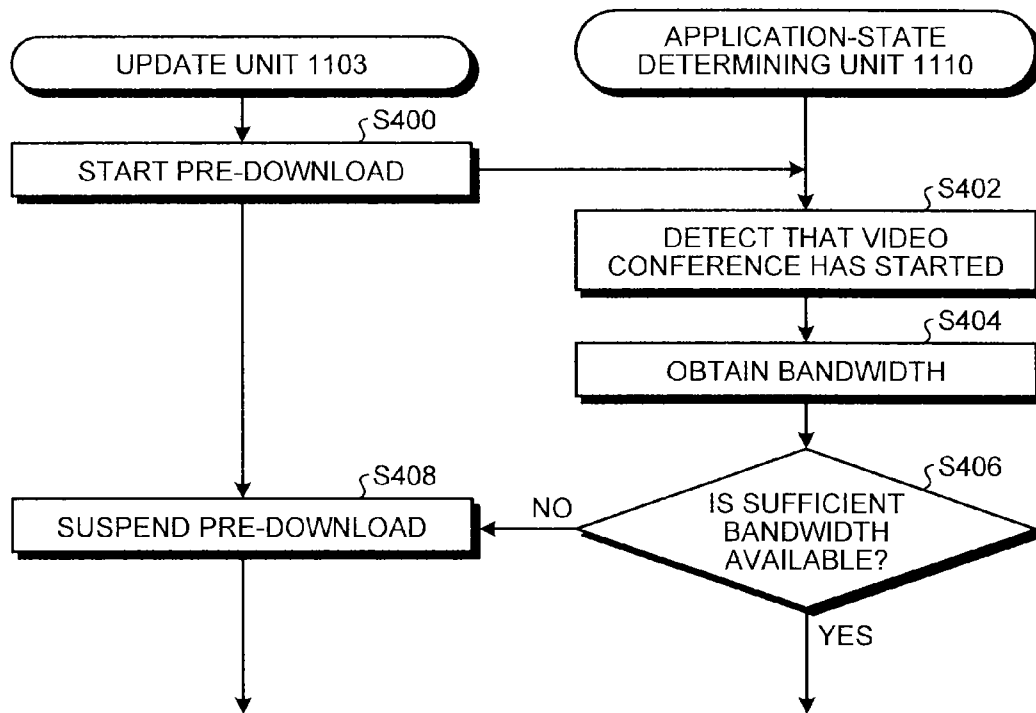 UPDATE UNIT 1103
APPLICATION-STATE
DETERMINING UNIT 1110
S400
START PRE-DOWNLOAD
S402
DETECT THAT VIDEO
CONFERENCE HAS STARTED
S404
OBTAIN BANDWIDTH
S406
IS SUFFICIENT
BANDWIDTH
AVAILABLE?
NO
S408
SUSPEND PRE-DOWNLOAD
YES